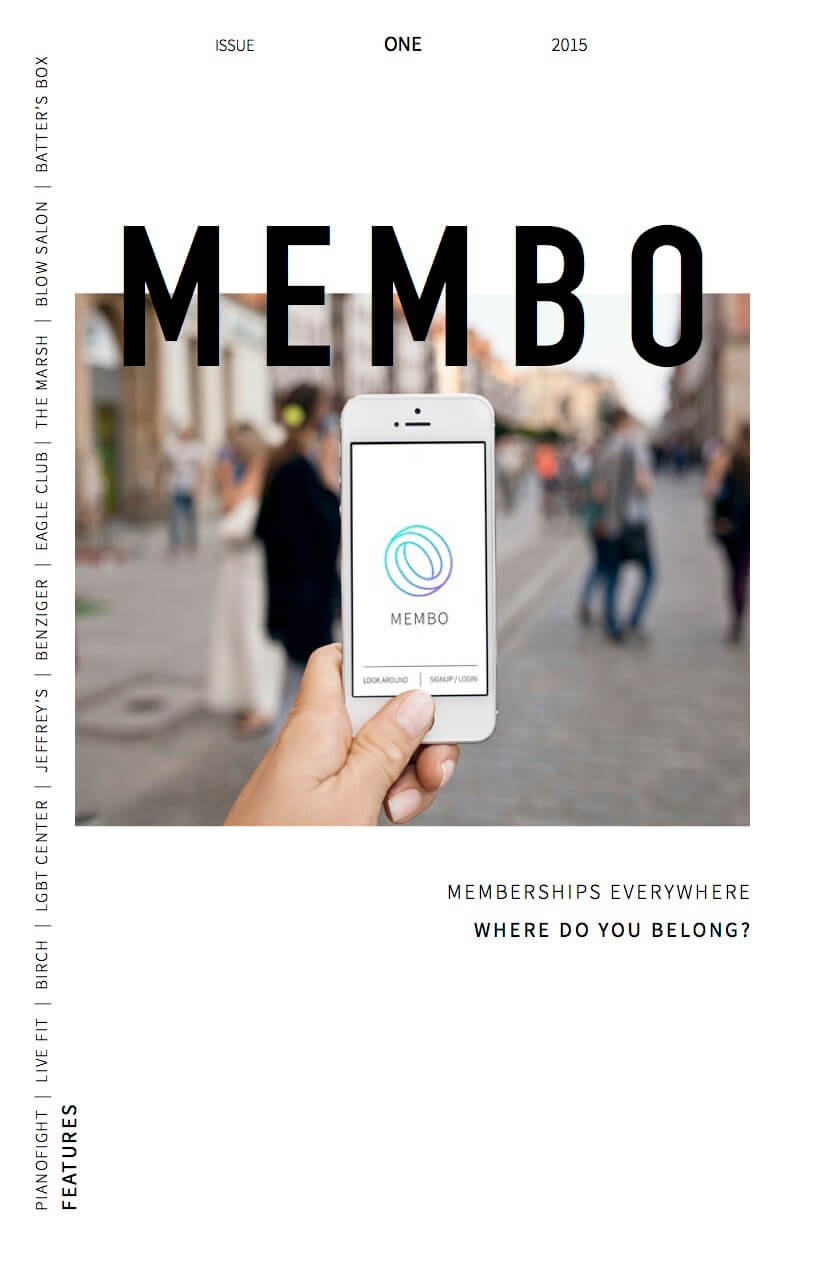 ISSUE ONE 2015
MEMBO
MEMBO
LOOK AROUND | SIGNUP / LOGIN
MEMBERSHIPS EVERYWHERE
WHERE DO YOU BELONG?
PIANOFIGHT | LIVE FIT | BIRCH | LGBT CENTER | JEFFREY'S | BENZIGER | EAGLE CLUB | THE MARSH | BLOW SALON | BATTER'S BOX
FEATURES